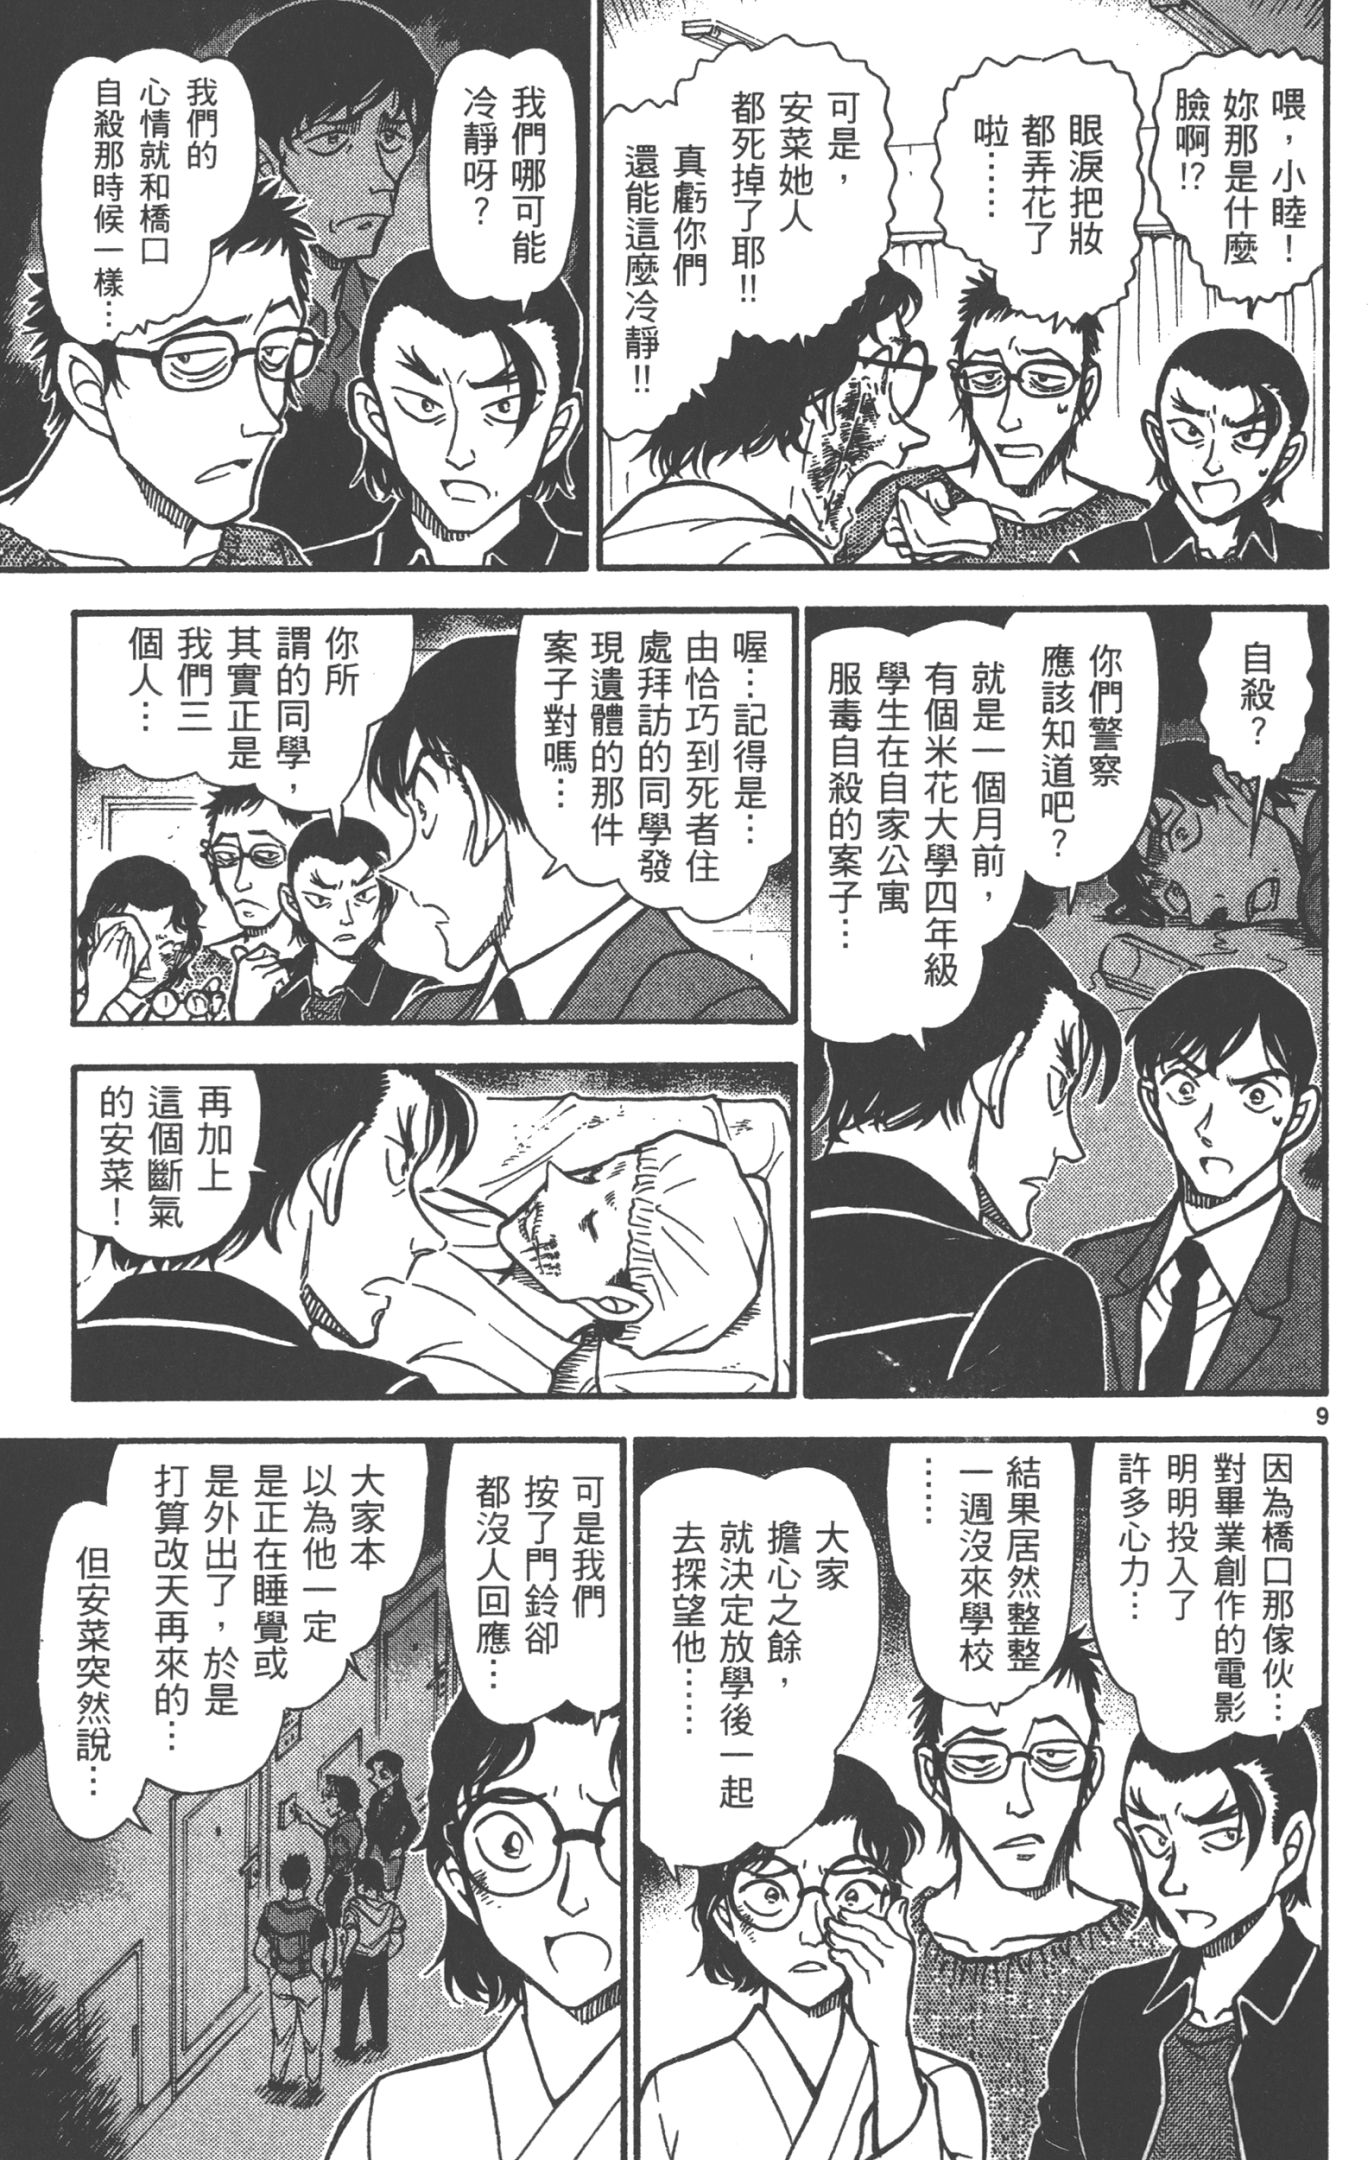 喂，小睦！
妳那是什麼
臉啊!?
眼淚把妝
都弄花了
啦……
可是，
安菜她人
都死掉了耶!!
真虧你們
還能這麼冷靜!!
我們哪可能
冷靜呀？
我們的
心情就和橋口
自殺那時候一樣…
自殺？
你們警察
應該知道吧？
就是一個月前，
有個米花大學四年級
學生在自家公寓
服毒自殺的案子…
喔…記得是…
由恰巧到死者住
處拜訪的同學發
現遺體的那件
案子對嗎…
你所
謂的同學，
其實正是
我們三
個人…
再加上
這個斷氣
的安菜！
9
因為橋口那傢伙…
對畢業創作的電影
明明投入了
許多心力…
結果居然整整
一週沒來學校
……
大家
擔心之餘，
就決定放學後一起
去探望他……
可是我們
按了門鈴卻
都沒人回應…
大家本
以為他一定
是正在睡覺或
是外出了，於是
打算改天再來的…
但安菜突然說…